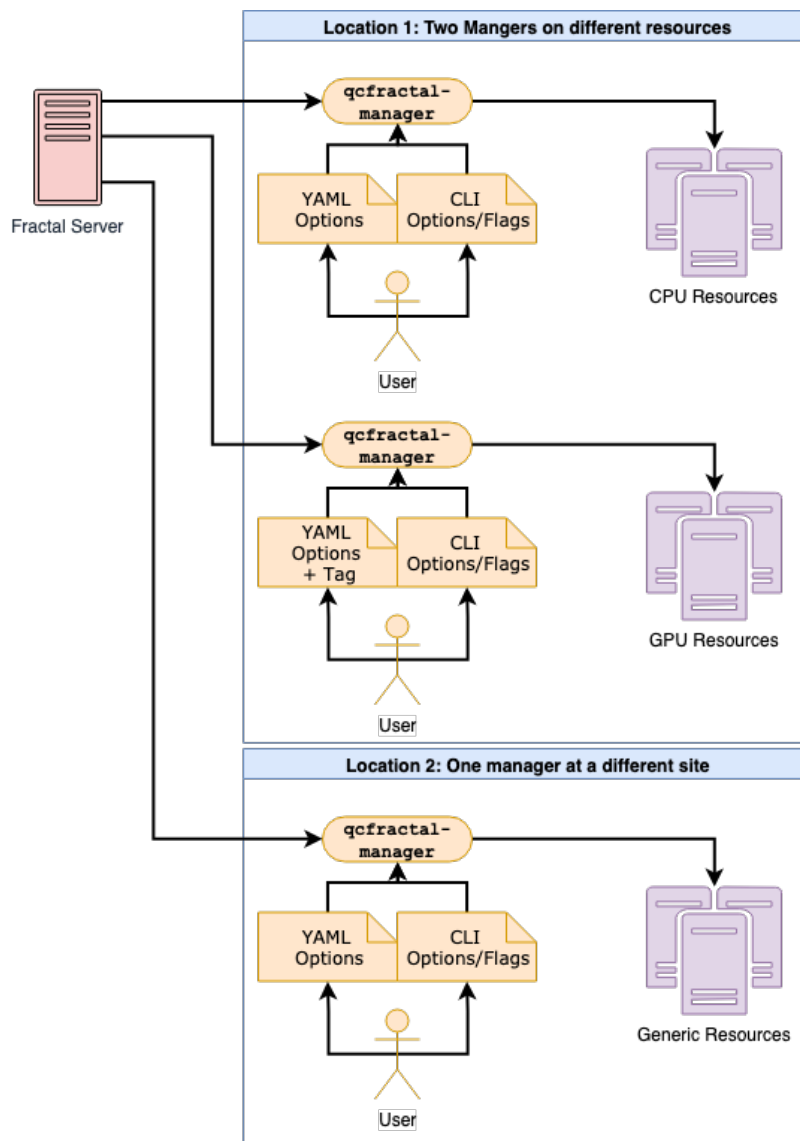 Location 1: Two Mangers on different resources
qcfractal-
manager
YAML
Options
CLI
Options/Flags
Fractal Server
CPU Resources
User
qcfractal-
manager
YAML
Options
+ Tag
CLI
Options/Flags
GPU Resources
User
Location 2: One manager at a different site
qcfractal-
manager
YAML
Options
CLI
Options/Flags
Generic Resources
User